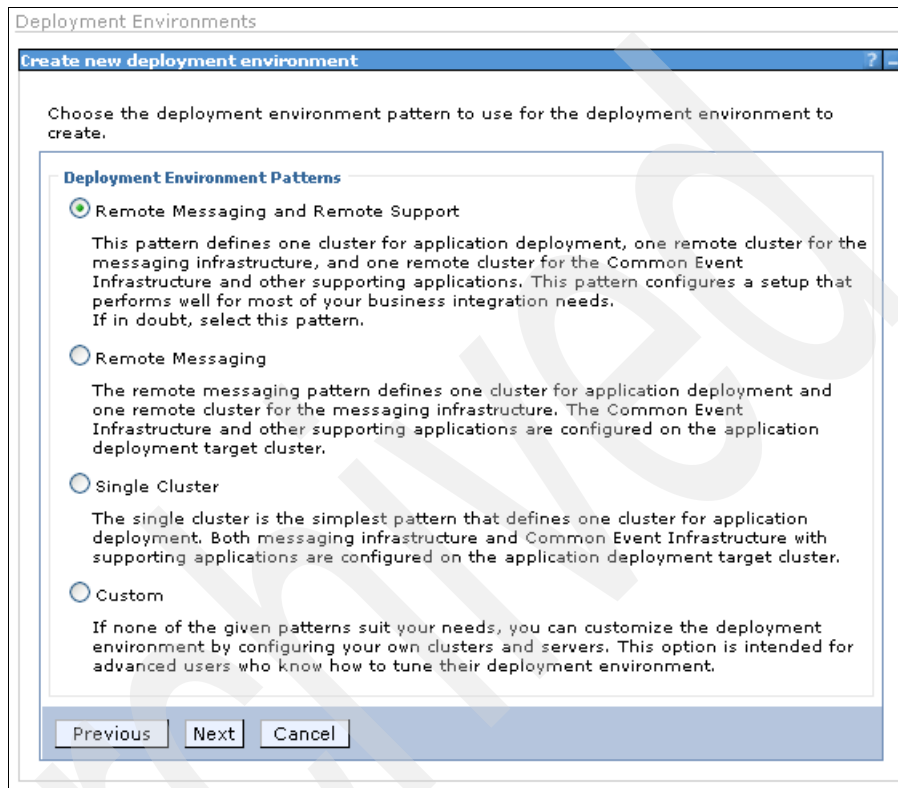 Deployment Environments
Create new deployment environment ? –
Choose the deployment environment pattern to use for the deployment environment to
create.
Deployment Environment Patterns
Remote Messaging and Remote Support
This pattern defines one cluster for application deployment, one remote cluster for the
messaging infrastructure, and one remote cluster for the Common Event
Infrastructure and other supporting applications. This pattern configures a setup that
performs well for most of your business integration needs.
If in doubt, select this pattern.
Remote Messaging
The remote messaging pattern defines one cluster for application deployment and
one remote cluster for the messaging infrastructure. The Common Event
Infrastructure and other supporting applications are configured on the application
deployment target cluster.
Single Cluster
The single cluster is the simplest pattern that defines one cluster for application
deployment. Both messaging infrastructure and Common Event Infrastructure with
supporting applications are configured on the application deployment target cluster.
Custom
If none of the given patterns suit your needs, you can customize the deployment
environment by configuring your own clusters and servers. This option is intended for
advanced users who know how to tune their deployment environment.
Previous Next Cancel